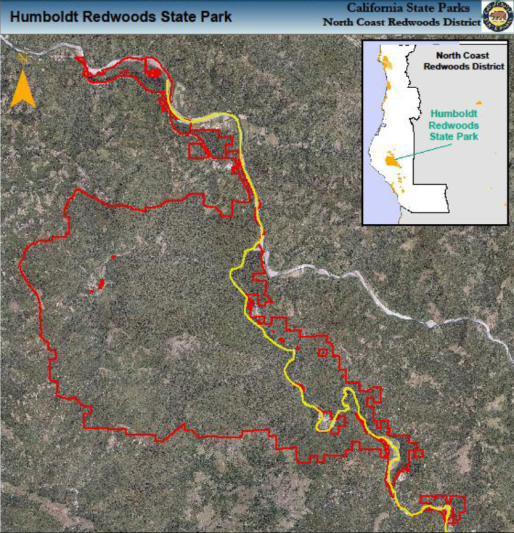 Humboldt Redwoods State Park
California State Parks
North Coast Redwoods District
North Coast
Redwoods District
Humboldt
Redwoods
State Park